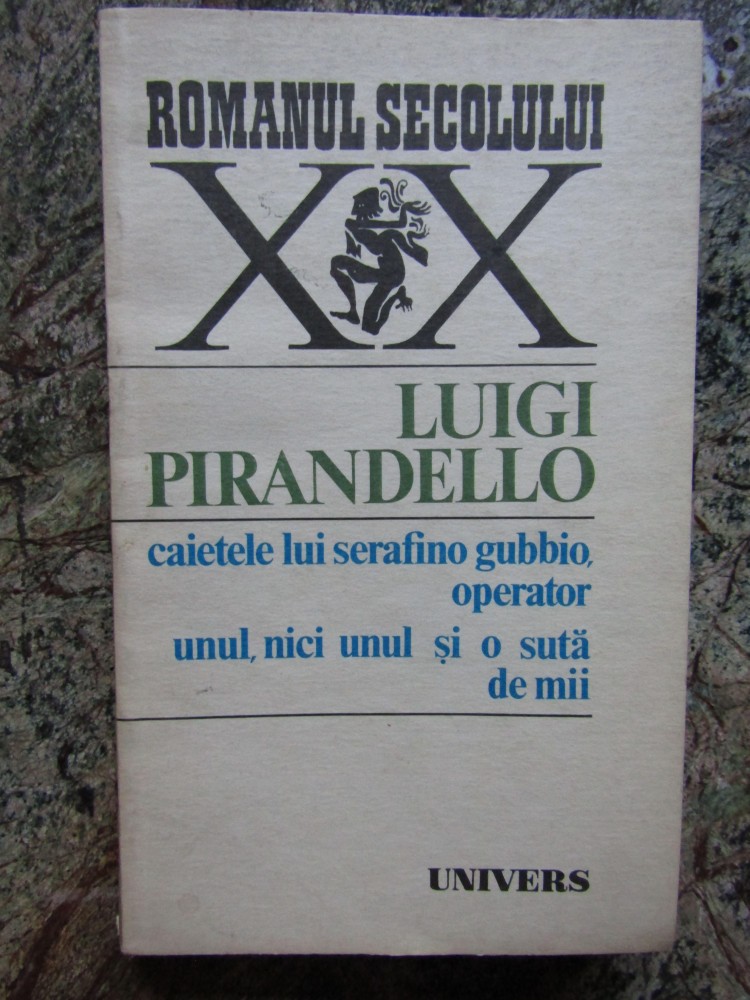 ROMANUL SECOLULUI
XX
LUIGI
PIRANDELLO
caietele lui serafino gubbio,
operator
unul, nici unul și o sută
de mii
UNIVERS